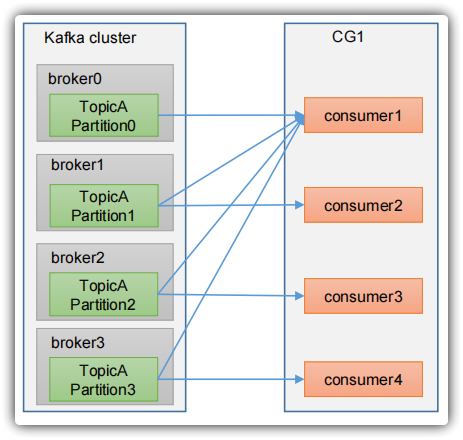 Kafka cluster
broker0
TopicA
Partition0
broker1
TopicA
Partition1
broker2
TopicA
Partition2
broker3
TopicA
Partition3
CG1
consumer1
consumer2
consumer3
consumer4